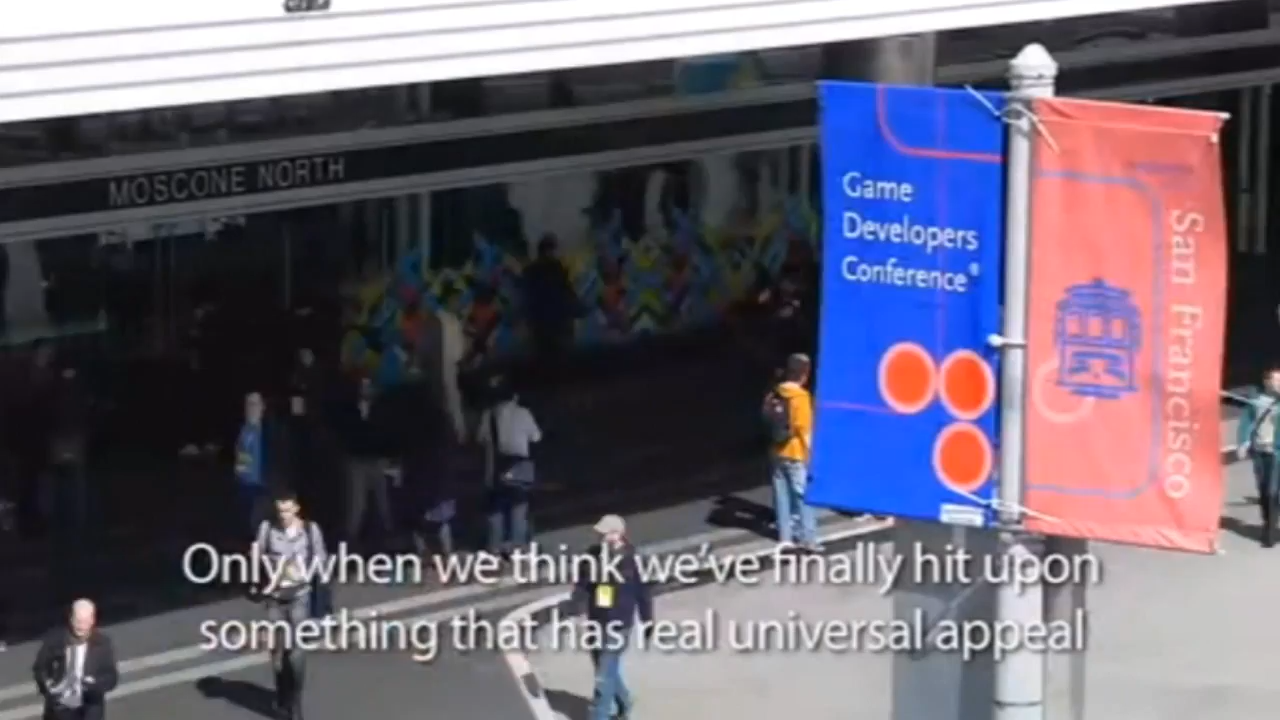 MOSCONE NORTH
Game
Developers
Conference®
San Francisco
Only when we think we've finally hit upon
something that has real universal appeal